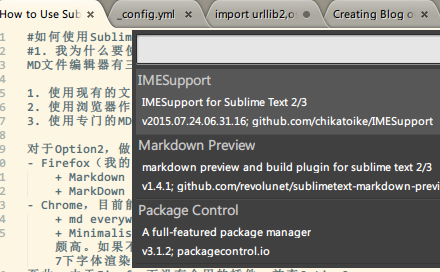 How to Use Sub
_config.yml
import urllib2,o
Creating Blog o
#如何使用Sublim
#1. 我为什么要使
MD文件编辑器有三
1. 使用现有的文
2. 使用浏览器作
3. 使用专门的MD
对于Option2，做
- Firefox（我的
+ Markdown
+ MarkDown
- Chrome，目前前
+ md everyw
+ Minimalis
颇高。如果不
7下字体渲染
IMESupport
IMESupport for Sublime Text 2/3
v2015.07.24.06.31.16; github.com/chikatoike/IMESupport
Markdown Preview
markdown preview and build plugin for sublime text 2/3
v1.4.1; github.com/revolunet/sublimetext-markdown-previ
Package Control
A full-featured package manager
v3.1.2; packagecontrol.io